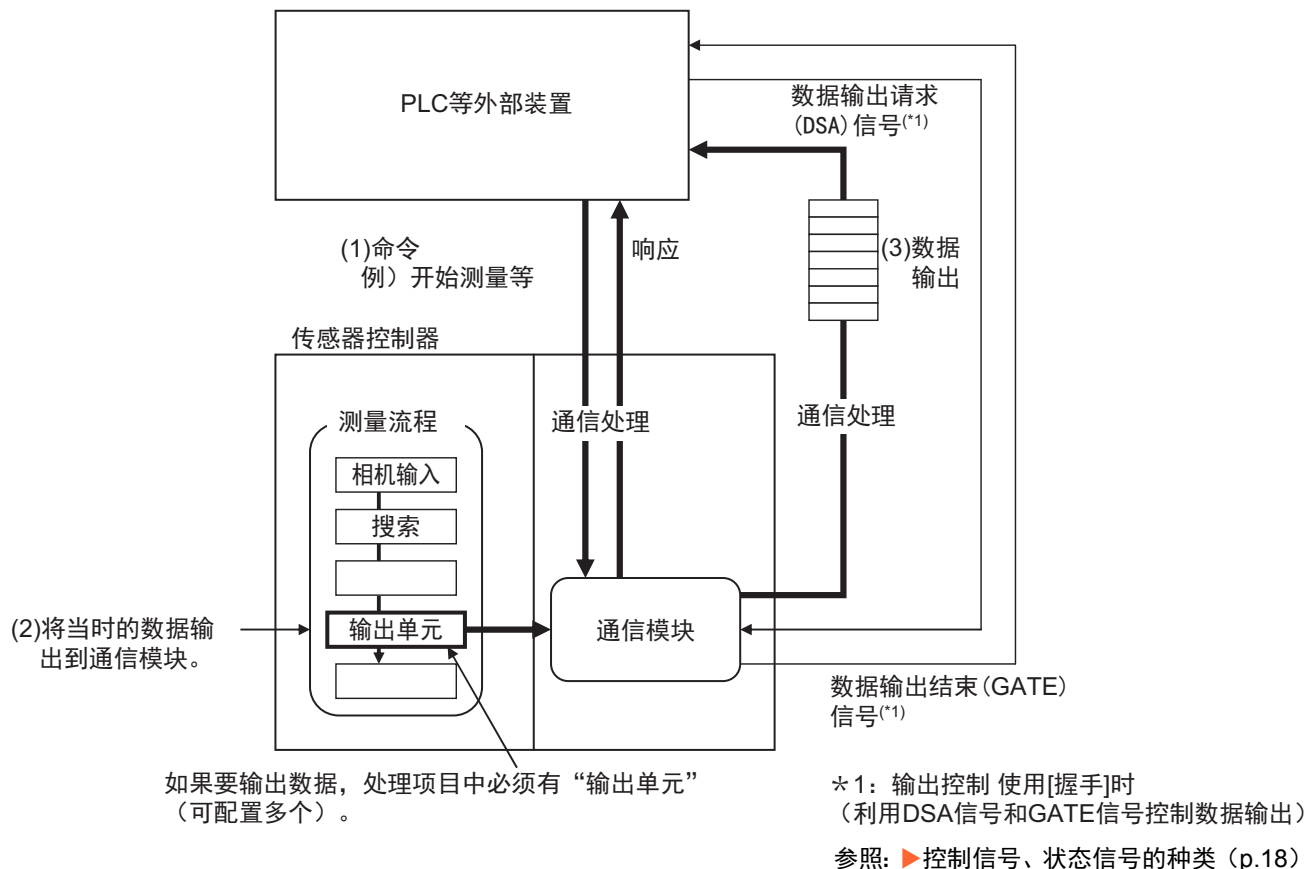 PLC等外部装置
数据输出请求
(DSA)信号(*1)
(1)命令
例）开始测量等
响应
(3)数据
输出
传感器控制器
测量流程
通信处理
通信处理
相机输入
搜索
(2)将当时的数据输
出到通信模块。
输出单元
通信模块
数据输出结束(GATE)
信号(*1)
如果要输出数据，处理项目中必须有“输出单元”
（可配置多个）。
＊1：输出控制 使用[握手]时
（利用DSA信号和GATE信号控制数据输出）
参照：▶控制信号、状态信号的种类（p.18）